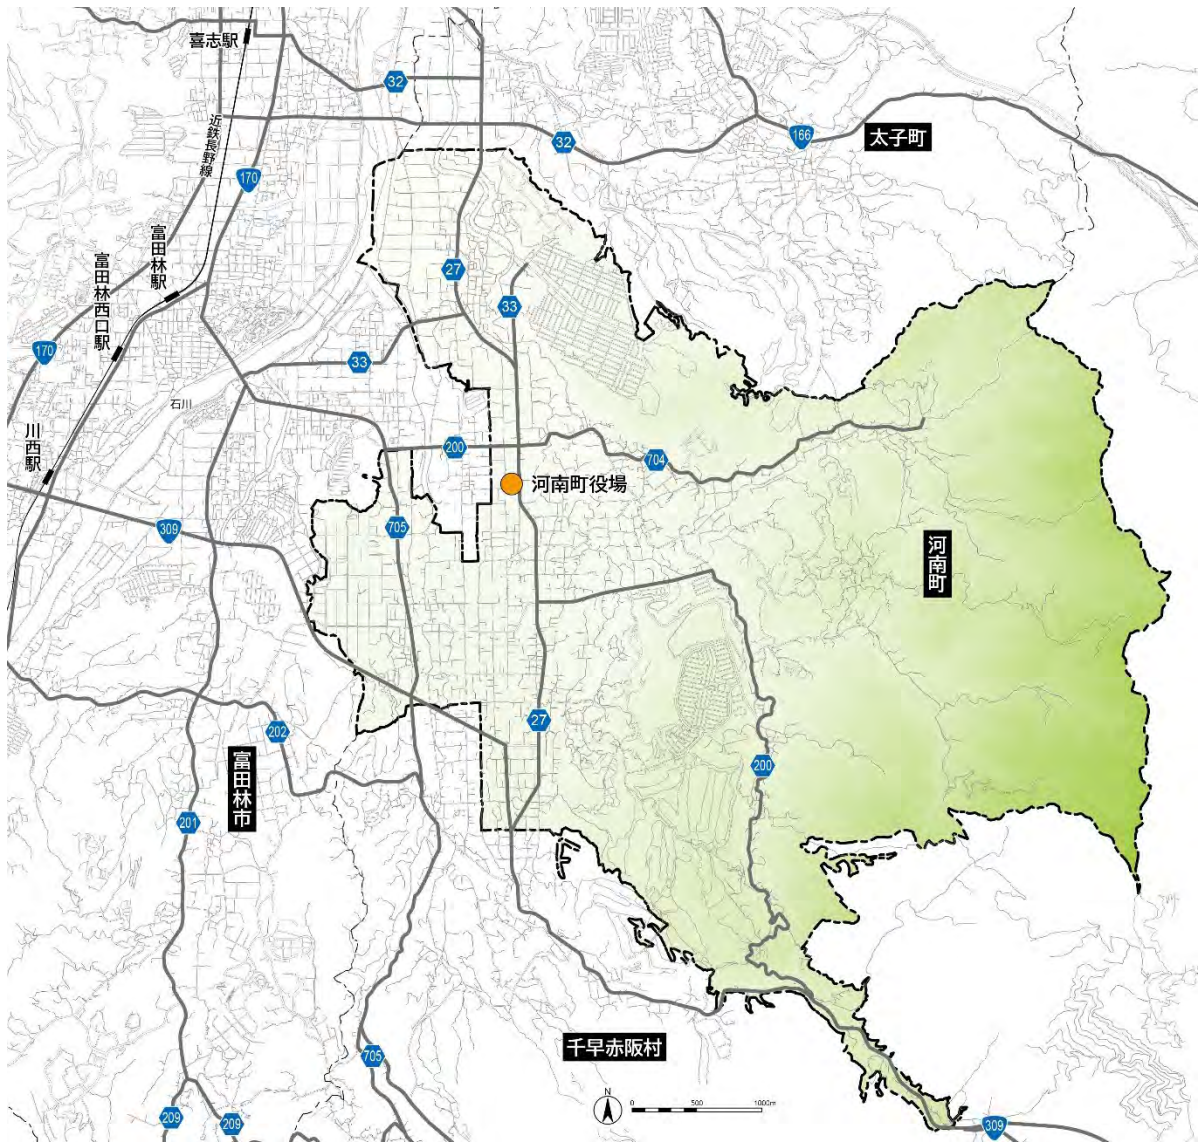 喜志駅
32
近鉄長野線
32
166
太子町
170
富田林駅
27
富田林西口駅
33
170
33
石川
川西駅
200
704
河南町役場
309
705
河南町
27
202
200
富田林市
201
千早赤阪村
705
N
0
500
1000m
209
209
309